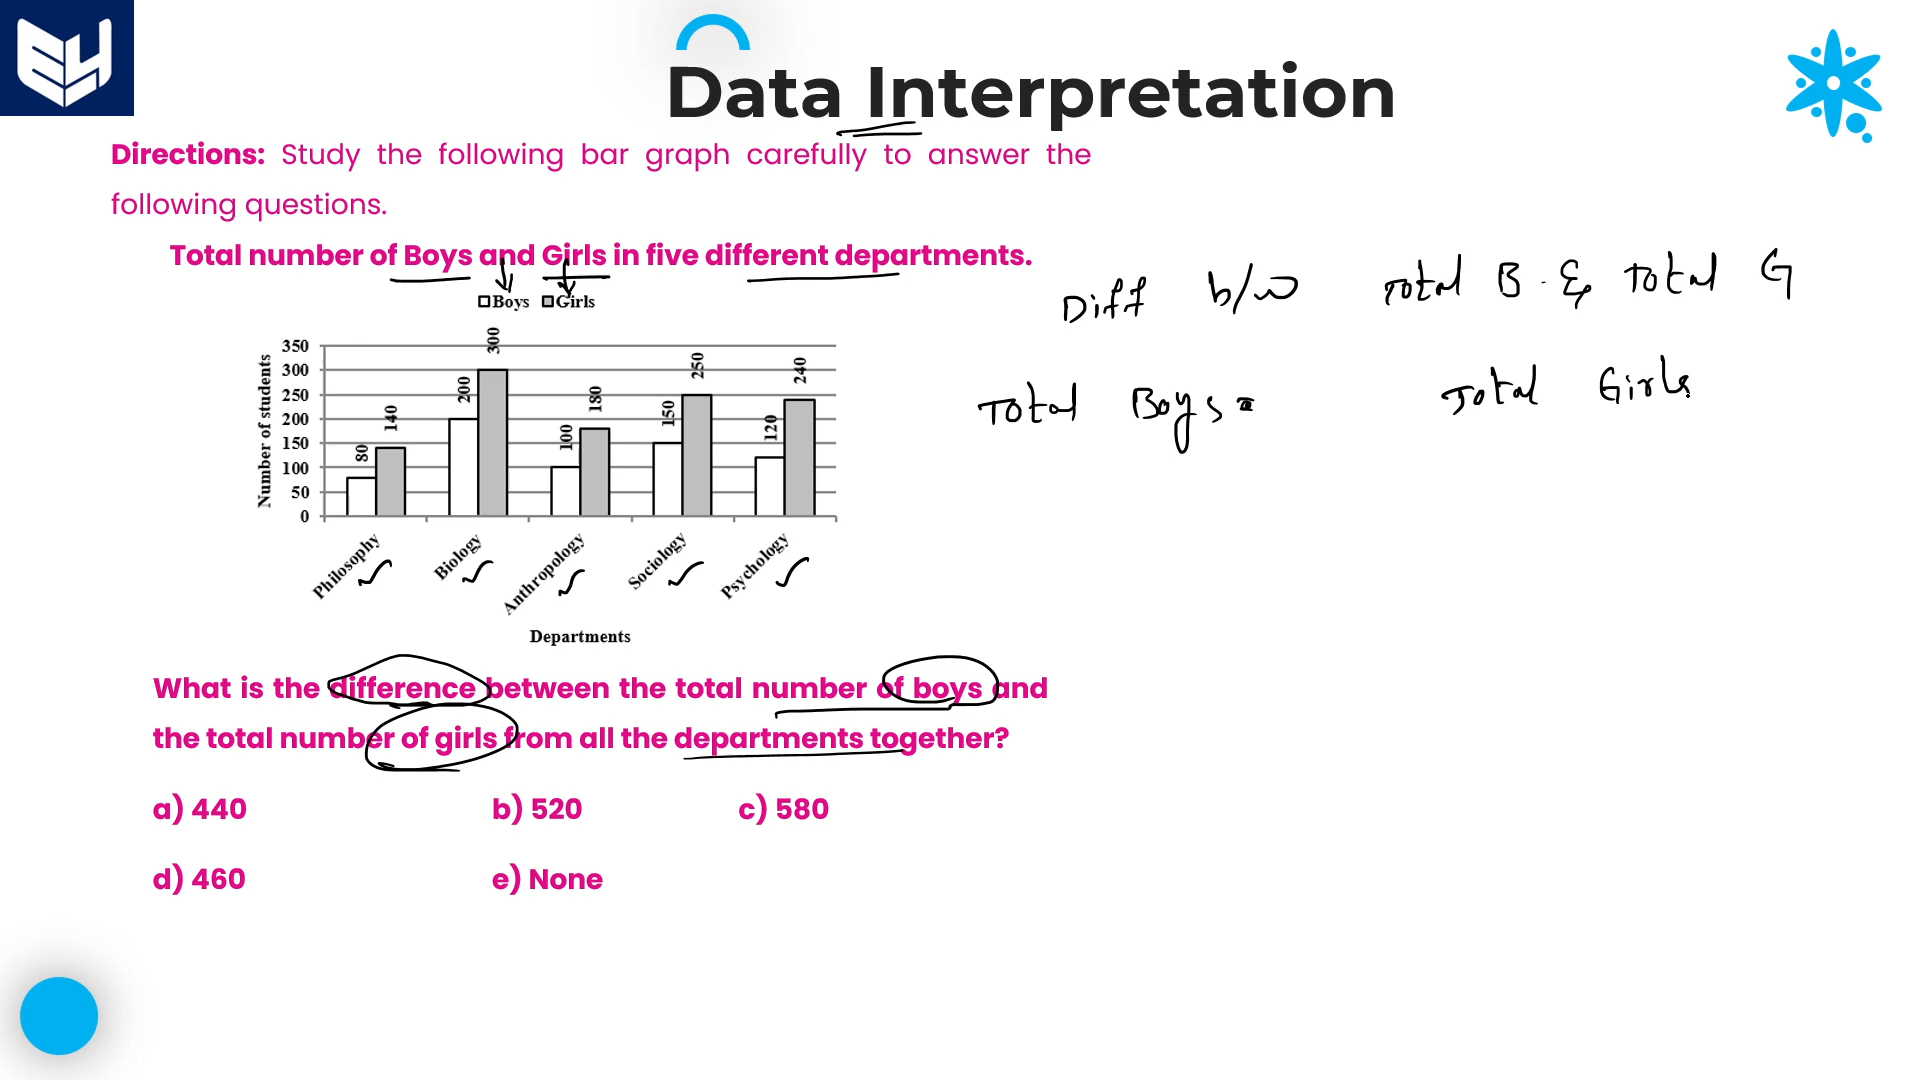 Data Interpretation
Directions: Study the following bar graph carefully to answer the
following questions.
Total number of Boys and Girls in five different departments.
Boys Girls
Number of students
350
300
250
200
150
100
50
0
80 140 200 300 100 180 150 250 120 240
Philosophy Biology Anthropology Sociology Psychology
Departments
What is the difference between the total number of boys and
the total number of girls from all the departments together?
a) 440 b) 520 c) 580
d) 460 e) None
Diff b/w Total B & Total G
Total Boys = Total Girls